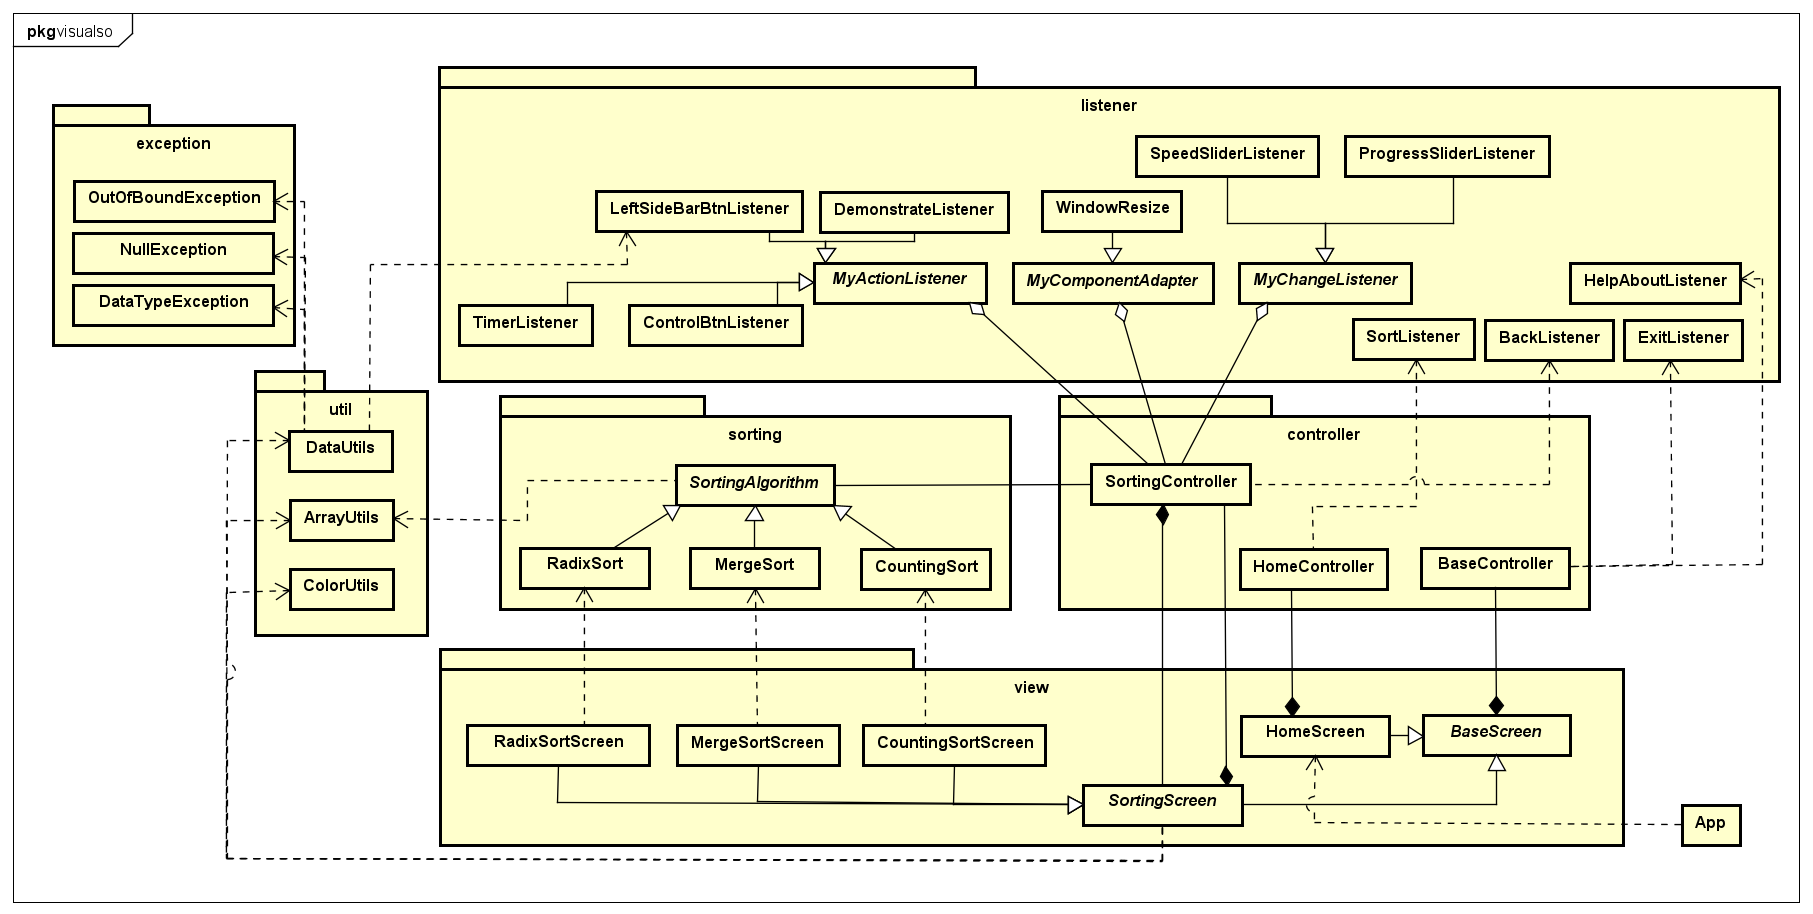 pkg visualso
listener
exception
SpeedSliderListener
ProgressSliderListener
OutOfBoundException
LeftSideBarBtnListener
DemonstrateListener
WindowResize
NullException
MyActionListener
MyComponentAdapter
MyChangeListener
HelpAboutListener
DataTypeException
TimerListener
ControlBtnListener
SortListener
BackListener
ExitListener
util
sorting
controller
DataUtils
SortingAlgorithm
SortingController
ArrayUtils
RadixSort
MergeSort
CountingSort
HomeController
BaseController
ColorUtils
view
RadixSortScreen
MergeSortScreen
CountingSortScreen
HomeScreen
BaseScreen
SortingScreen
App